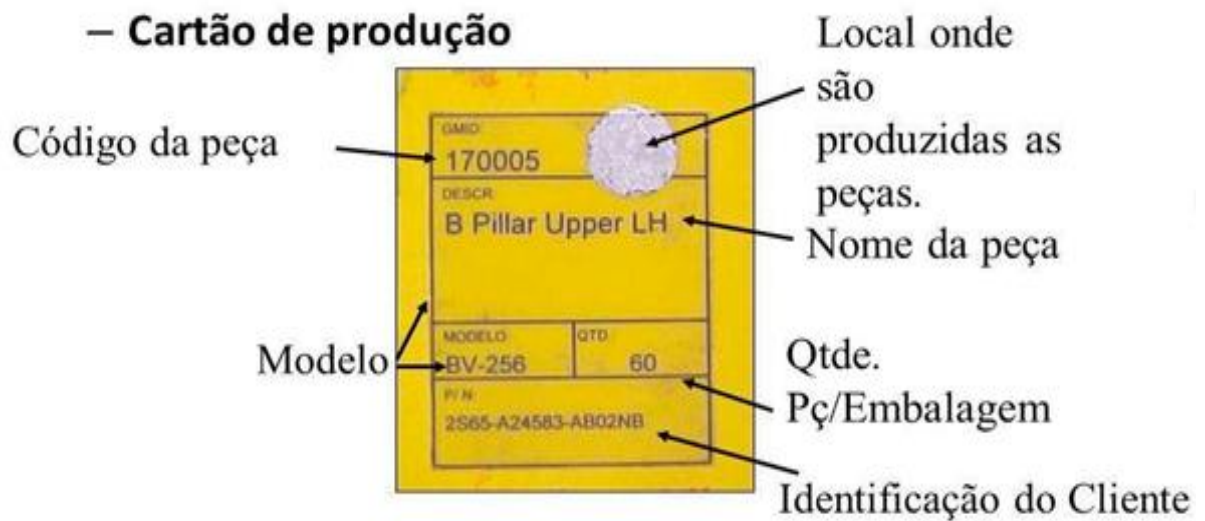 – Cartão de produção
Local onde
são
produzidas as
peças.
Código da peça
GMID:
170005
DESCR:
B Pillar Upper LH
Nome da peça
Modelo
MODELO:
BV-256
QTD:
60
Qtde.
Pç/Embalagem
P/ N:
2S65-A24583-AB02NB
Identificação do Cliente